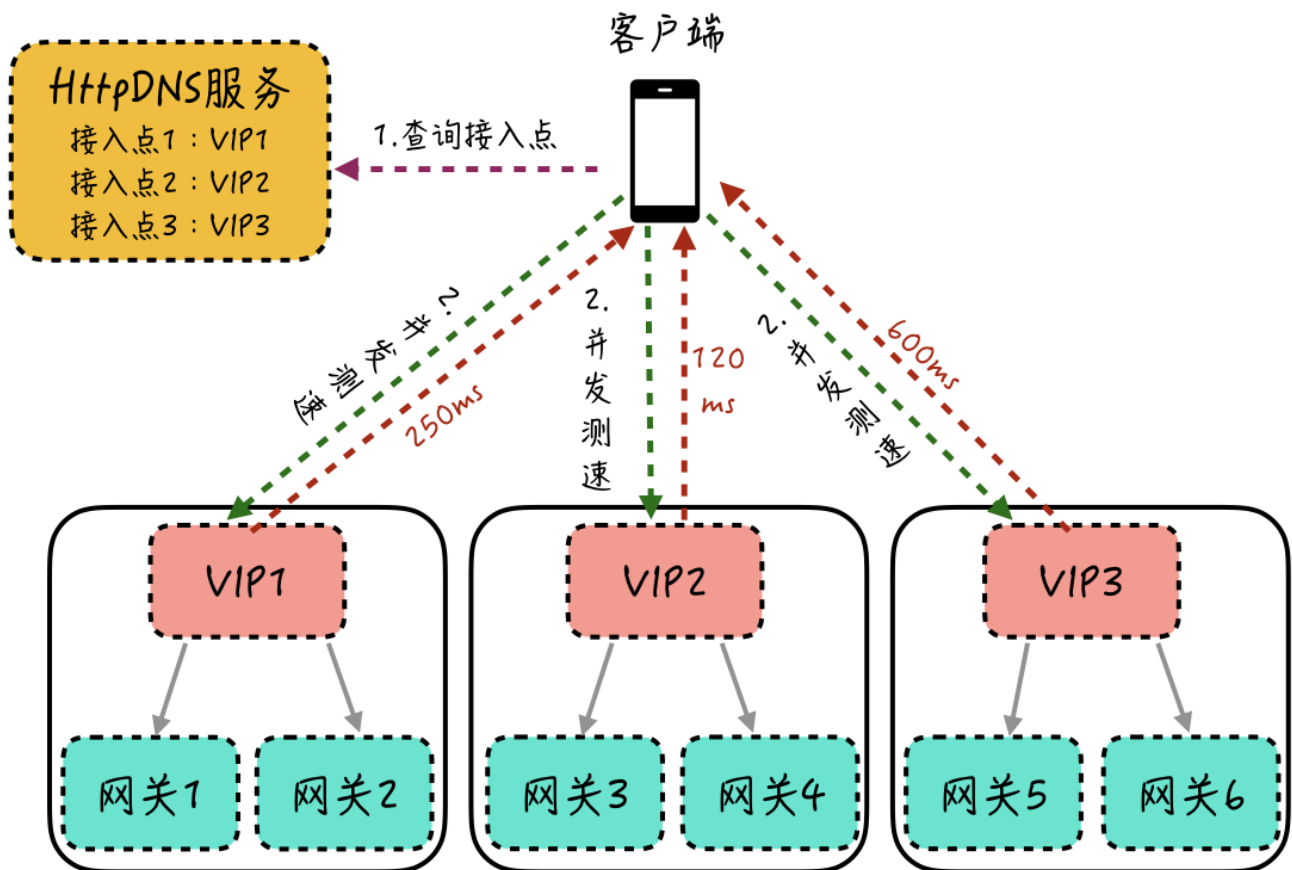 客户端
HttpDNS服务
接入点1：VIP1
接入点2：VIP2
接入点3：VIP3
1.查询接入点
2.并发测速
250ms
2.并发测速
120
ms
2.并发测速
600ms
VIP1
VIP2
VIP3
网关1
网关2
网关3
网关4
网关5
网关6